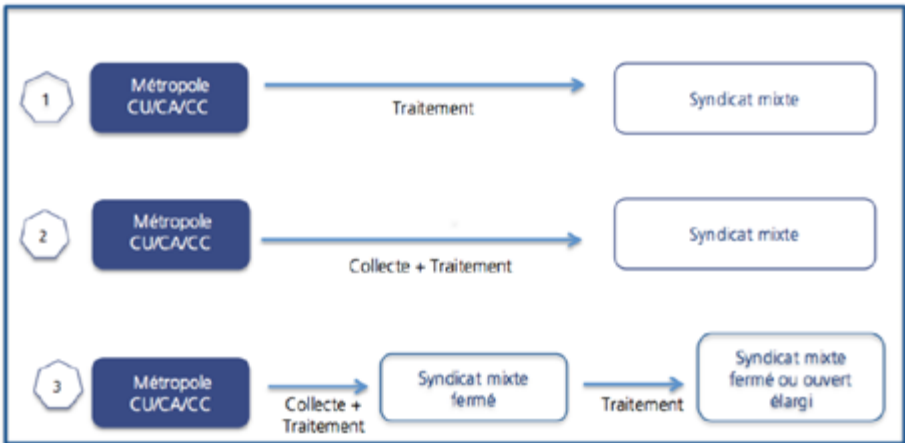 1
Métropole
CU/CA/CC
Traitement
Syndicat mixte
2
Métropole
CU/CA/CC
Collecte + Traitement
Syndicat mixte
3
Métropole
CU/CA/CC
Collecte +
Traitement
Syndicat mixte
fermé
Traitement
Syndicat mixte
fermé ou ouvert
élargi